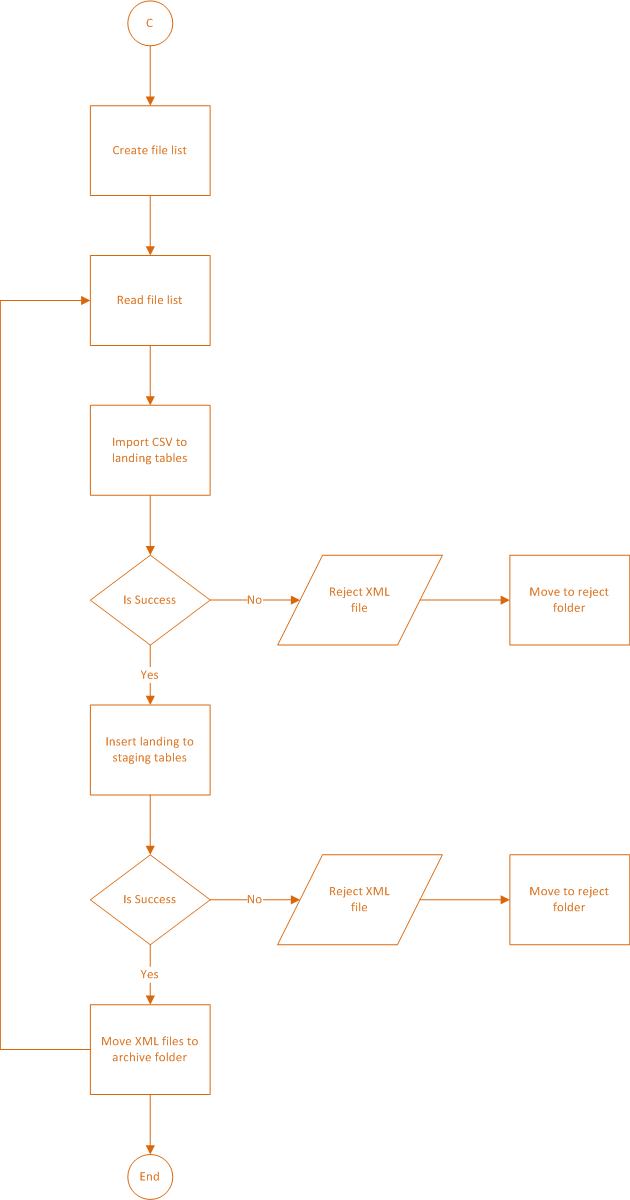 C
Create file list
Read file list
Import CSV to
landing tables
Is Success
No
Reject XML
file
Move to reject
folder
Yes
Insert landing to
staging tables
Is Success
No
Reject XML
file
Move to reject
folder
Yes
Move XML files to
archive folder
End